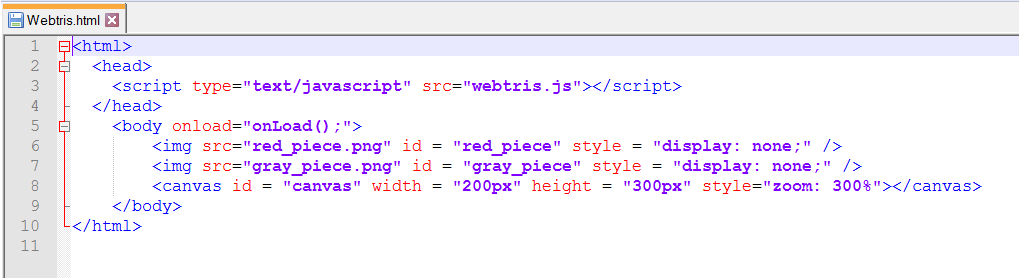 Webtris.html
1 <html>
2 <head>
3 <script type="text/javascript" src="webtris.js"></script>
4 </head>
5 <body onload="onLoad();">
6 <img src="red_piece.png" id = "red_piece" style = "display: none;" />
7 <img src="gray_piece.png" id = "gray_piece" style = "display: none;" />
8 <canvas id = "canvas" width = "200px" height = "300px" style="zoom: 300%"></canvas>
9 </body>
10 </html>
11